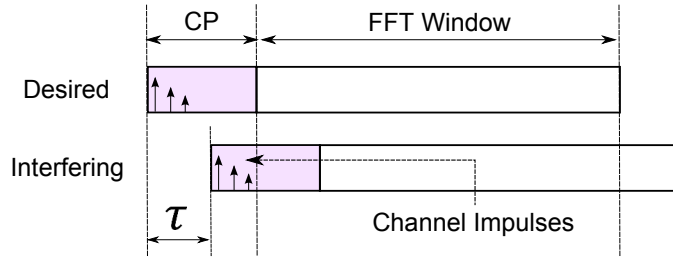 CP
FFT Window
Desired
Interfering
Channel Impulses
τ